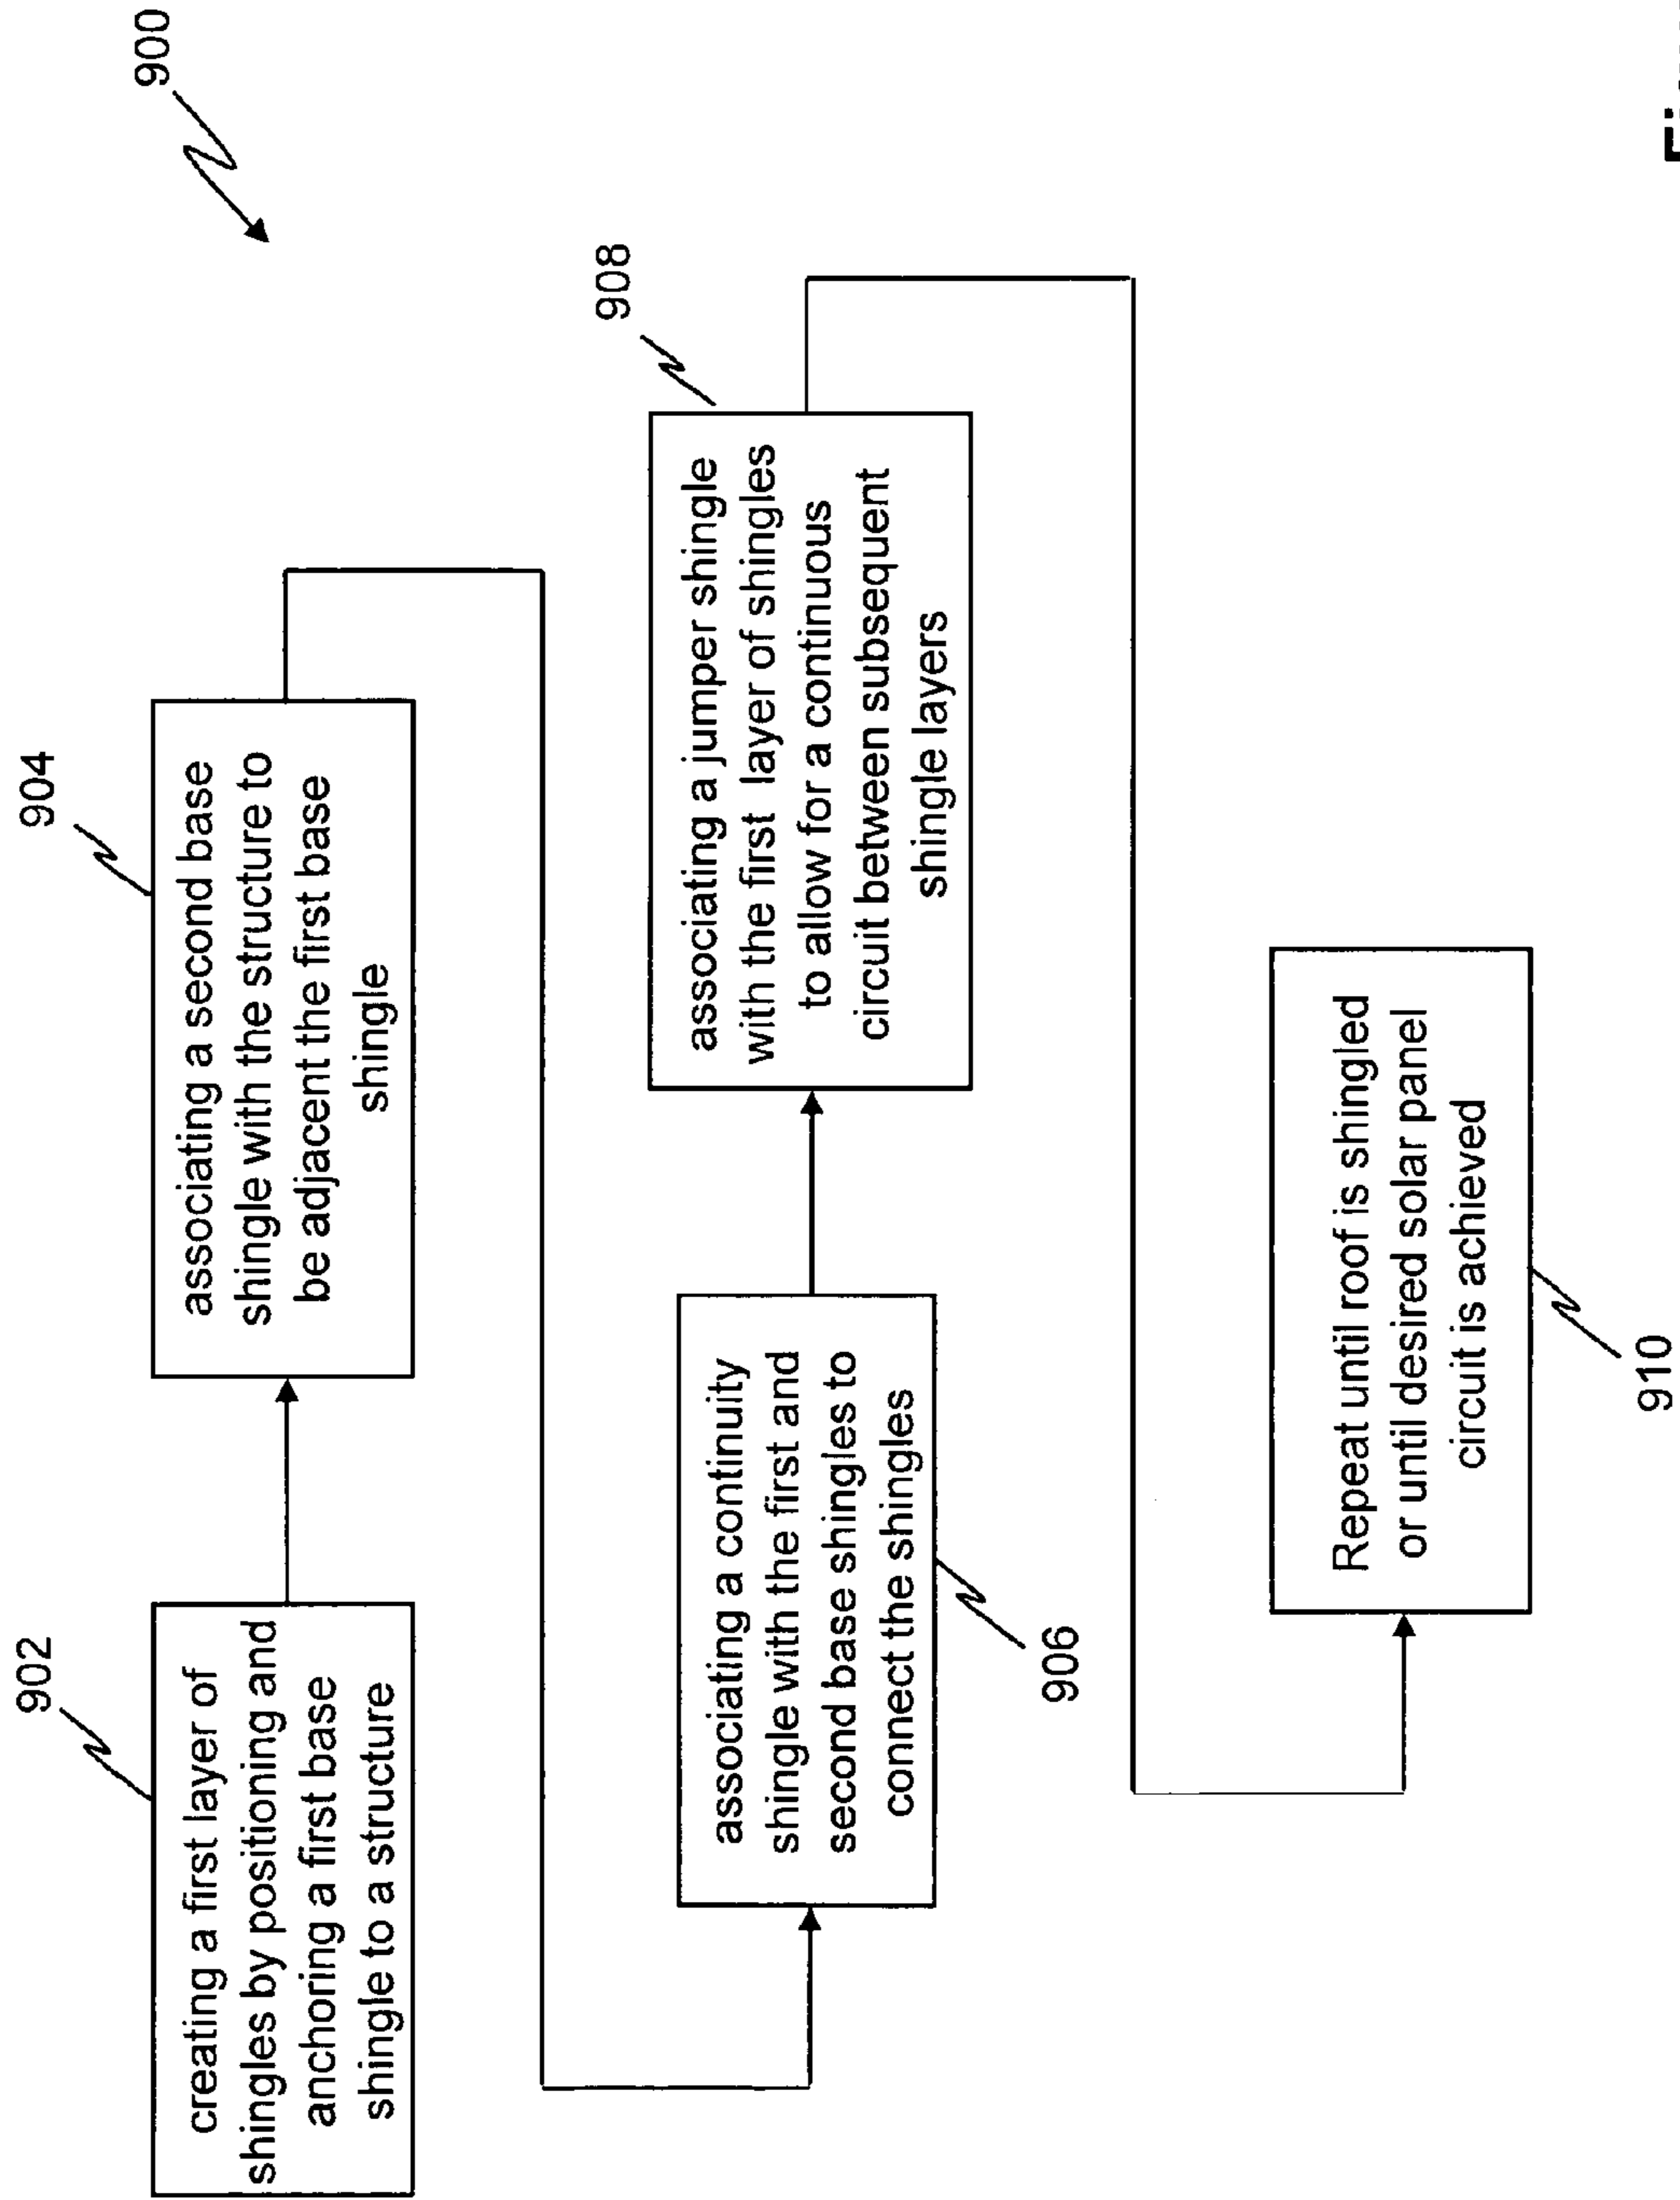 900
902
creating a first layer of
shingles by positioning and
anchoring a first base
shingle to a structure
904
associating a second base
shingle with the structure to
be adjacent the first base
shingle
906
associating a continuity
shingle with the first and
second base shingles to
connect the shingles
908
associating a jumper shingle
with the first layer of shingles
to allow for a continuous
circuit between subsequent
shingle layers
910
Repeat until roof is shingled
or until desired solar panel
circuit is achieved